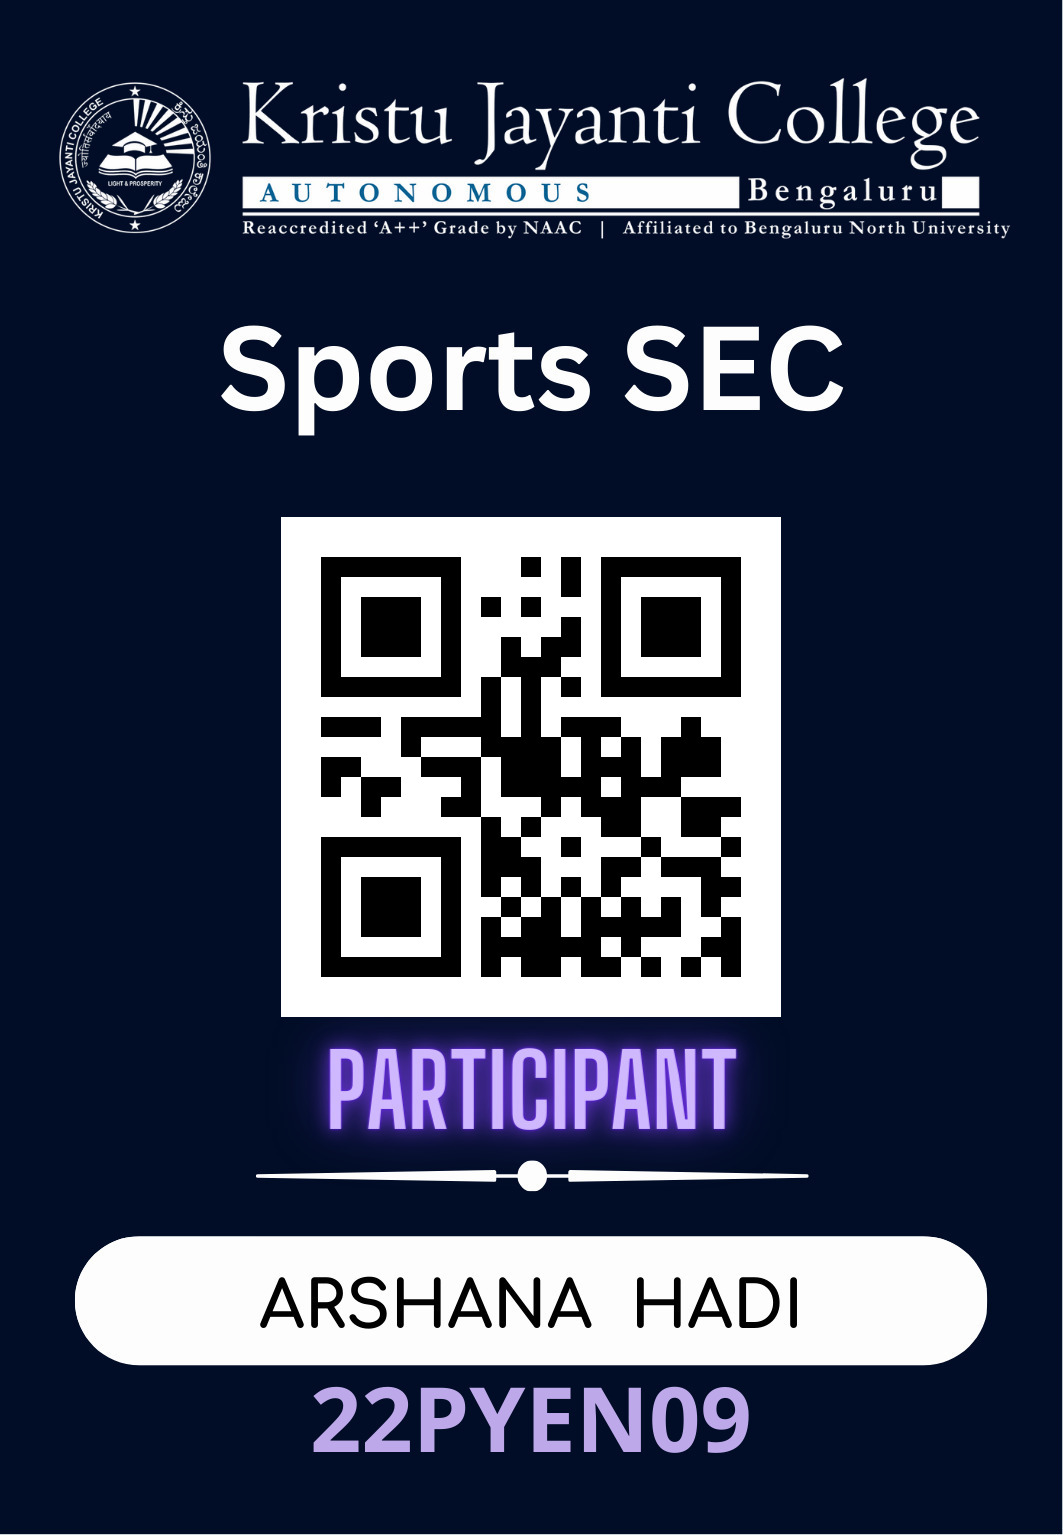 KRISTU JAYANTI COLLEGE
ಕ್ರಿಸ್ತು ಜಯಂತಿ ಕಾಲೇಜು
LIGHT & PROSPERITY
Kristu Jayanti College
AUTONOMOUS Bengaluru
Reaccredited ‘A++’ Grade by NAAC | Affiliated to Bengaluru North University
Sports SEC
PARTICIPANT
ARSHANA HADI
22PYEN09